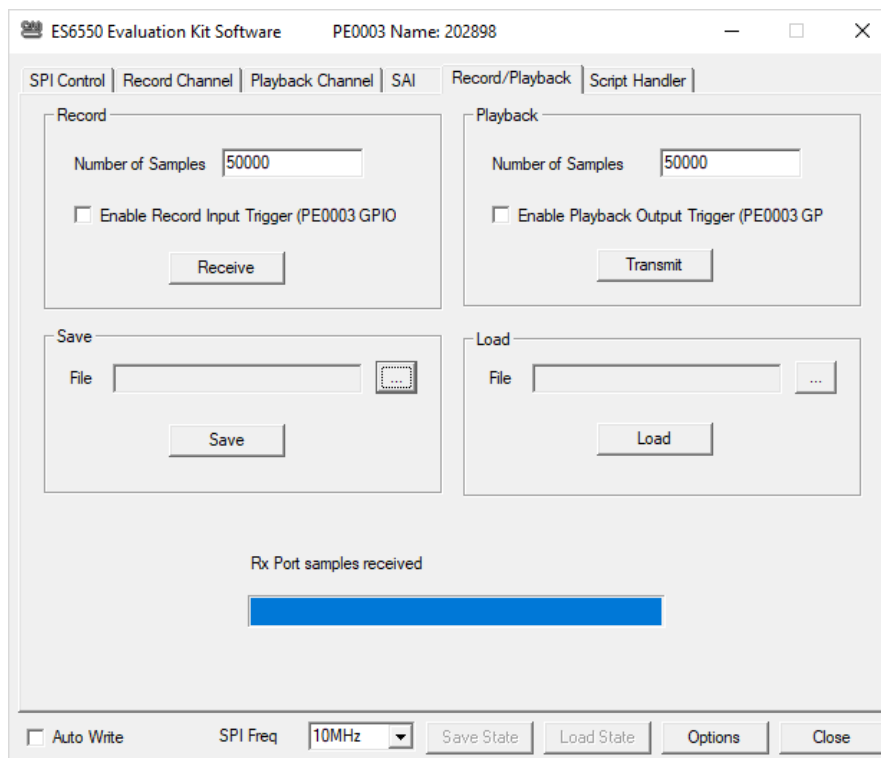 ES6550 Evaluation Kit Software PE0003 Name: 202898
SPI Control Record Channel Playback Channel SAI Record/Playback Script Handler
Record
Number of Samples 50000
Enable Record Input Trigger (PE0003 GPIO
Receive
Playback
Number of Samples 50000
Enable Playback Output Trigger (PE0003 GP
Transmit
Save
File ...
Save
Load
File ...
Load
Rx Port samples received
Auto Write SPI Freq 10MHz Save State Load State Options Close